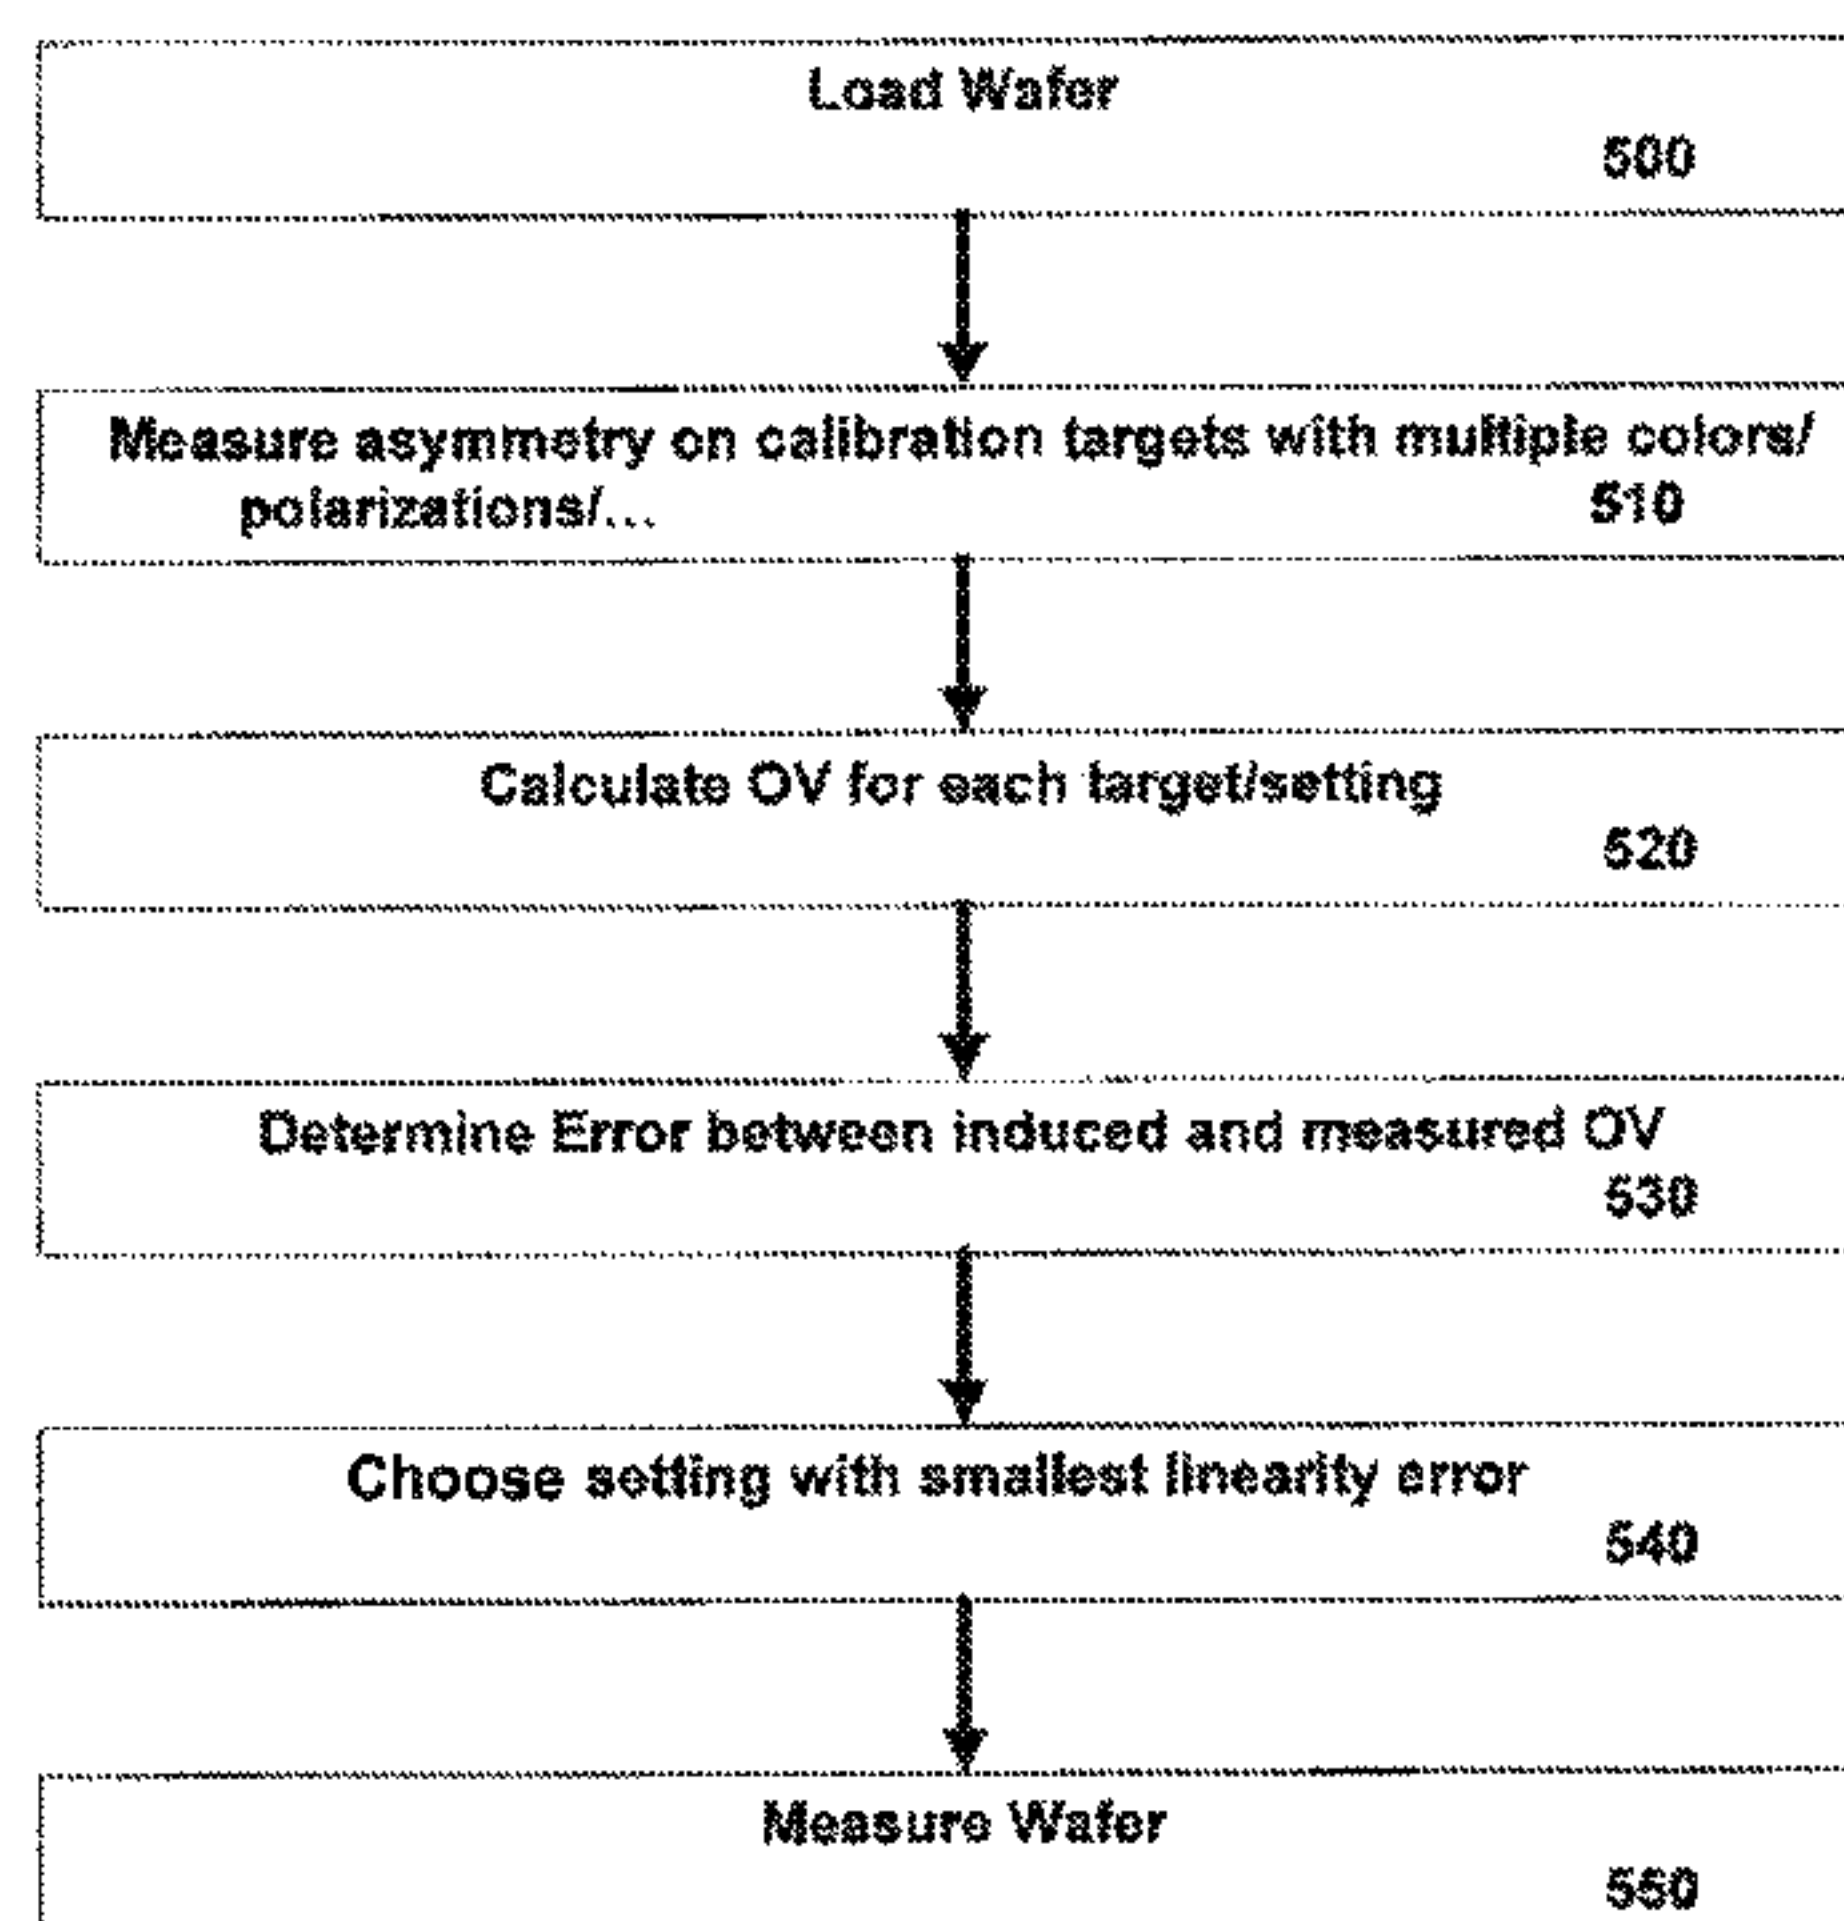 Load Wafer
500
Measure asymmetry on calibration targets with multiple colors/
polarizations/... 510
Calculate OV for each target/setting
520
Determine Error between induced and measured OV
530
Choose setting with smallest linearity error
540
Measure Wafer
550